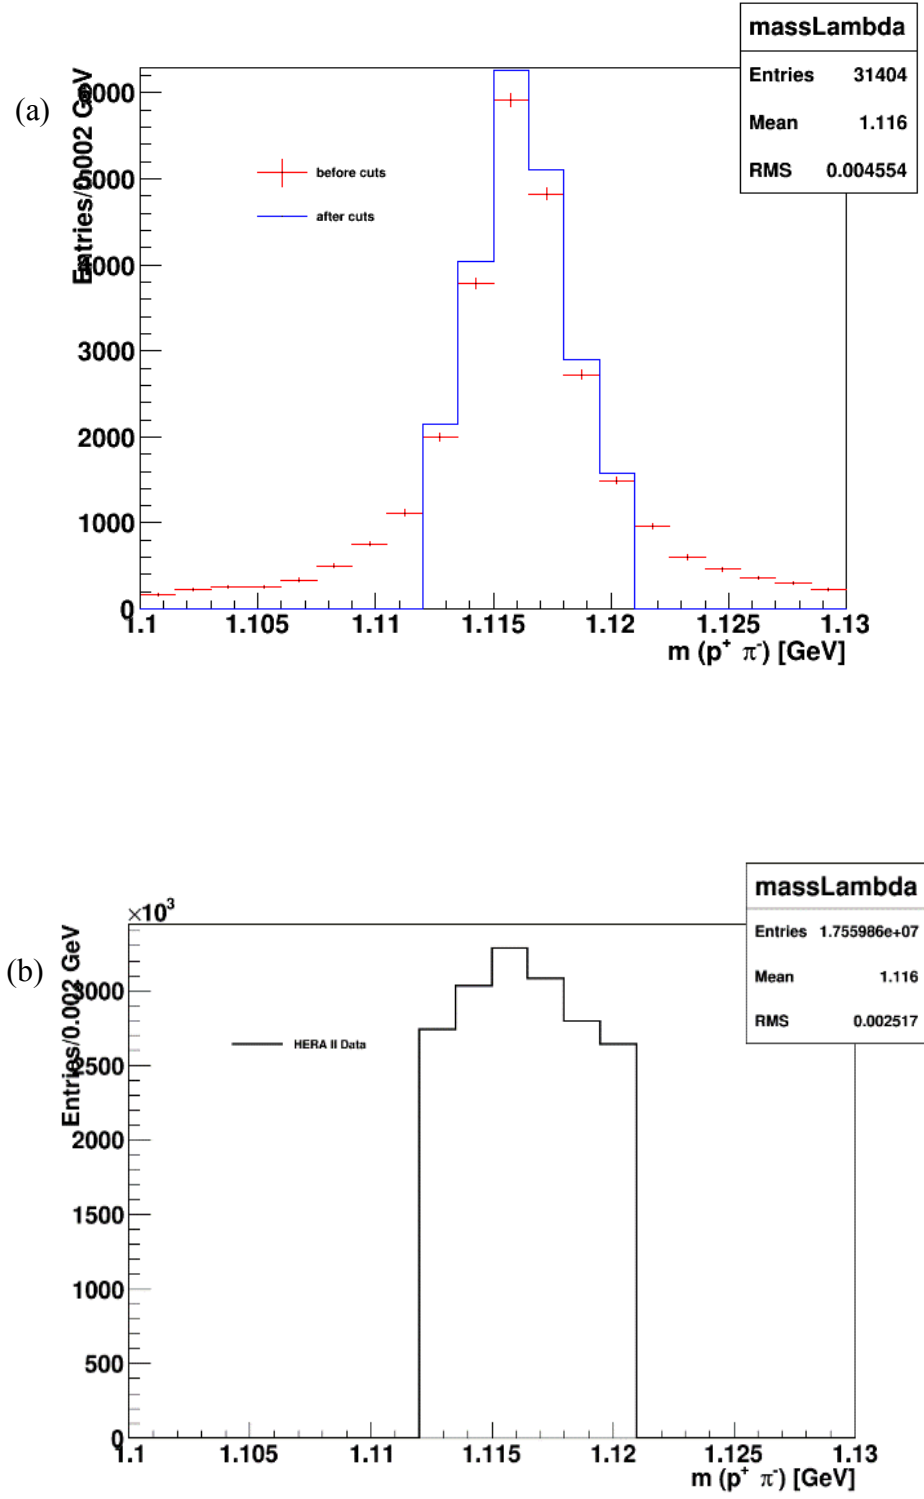 (a)
massLambda
Entries 31404
Mean 1.116
RMS 0.004554
Entries/0.002 GeV
6000
5000
4000
3000
2000
1000
0
before cuts
after cuts
1.1 1.105 1.11 1.115 1.12 1.125 1.13
m (p+ π-) [GeV]
(b)
massLambda
Entries 1.755986e+07
Mean 1.116
RMS 0.002517
×10³
Entries/0.002 GeV
3000
2500
2000
1500
1000
500
0
HERA II Data
1.1 1.105 1.11 1.115 1.12 1.125 1.13
m (p+ π-) [GeV]